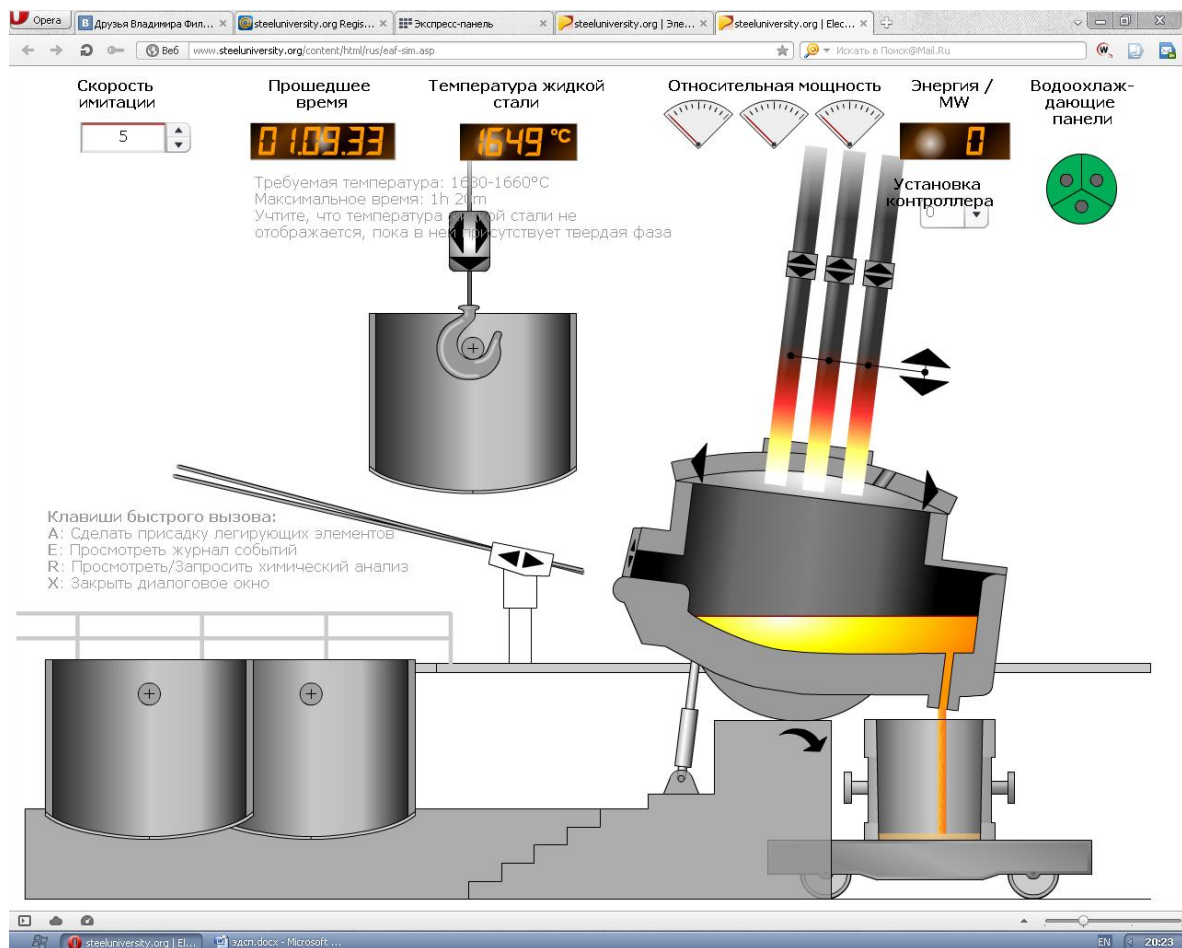 Opera
Друзья Владимира Фил...
steeluniversity.org Regis...
Экспресс-панель
steeluniversity.org | Эле...
steeluniversity.org | Elec...
Веб
www.steeluniversity.org/content/html/rus/eaf-sim.asp
Искать в Поиск@Mail.Ru
Скорость
имитации
5
Прошедшее
время
01.09.33
Температура жидкой
стали
1649 °C
Относительная мощность
Энергия /
MW
0
Водоохлаж-
дающие
панели
Установка
контроллера
0
Требуемая температура: 1630-1660°C
Максимальное время: 1h 20m
Учтите, что температура жидкой стали не
отображается, пока в ней присутствует твердая фаза
Клавиши быстрого вызова:
A: Сделать присадку легирующих элементов
E: Просмотреть журнал событий
R: Просмотреть/Запросить химический анализ
X: Закрыть диалоговое окно
steeluniversity.org | El...
эдсп.docx - Microsoft ...
EN
20:23